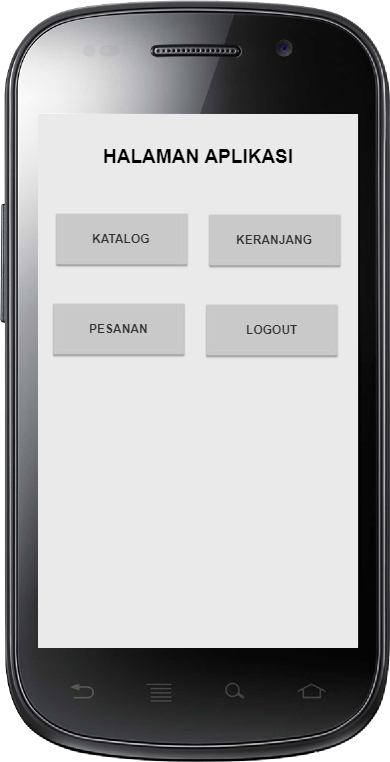 HALAMAN APLIKASI
KATALOG
KERANJANG
PESANAN
LOGOUT